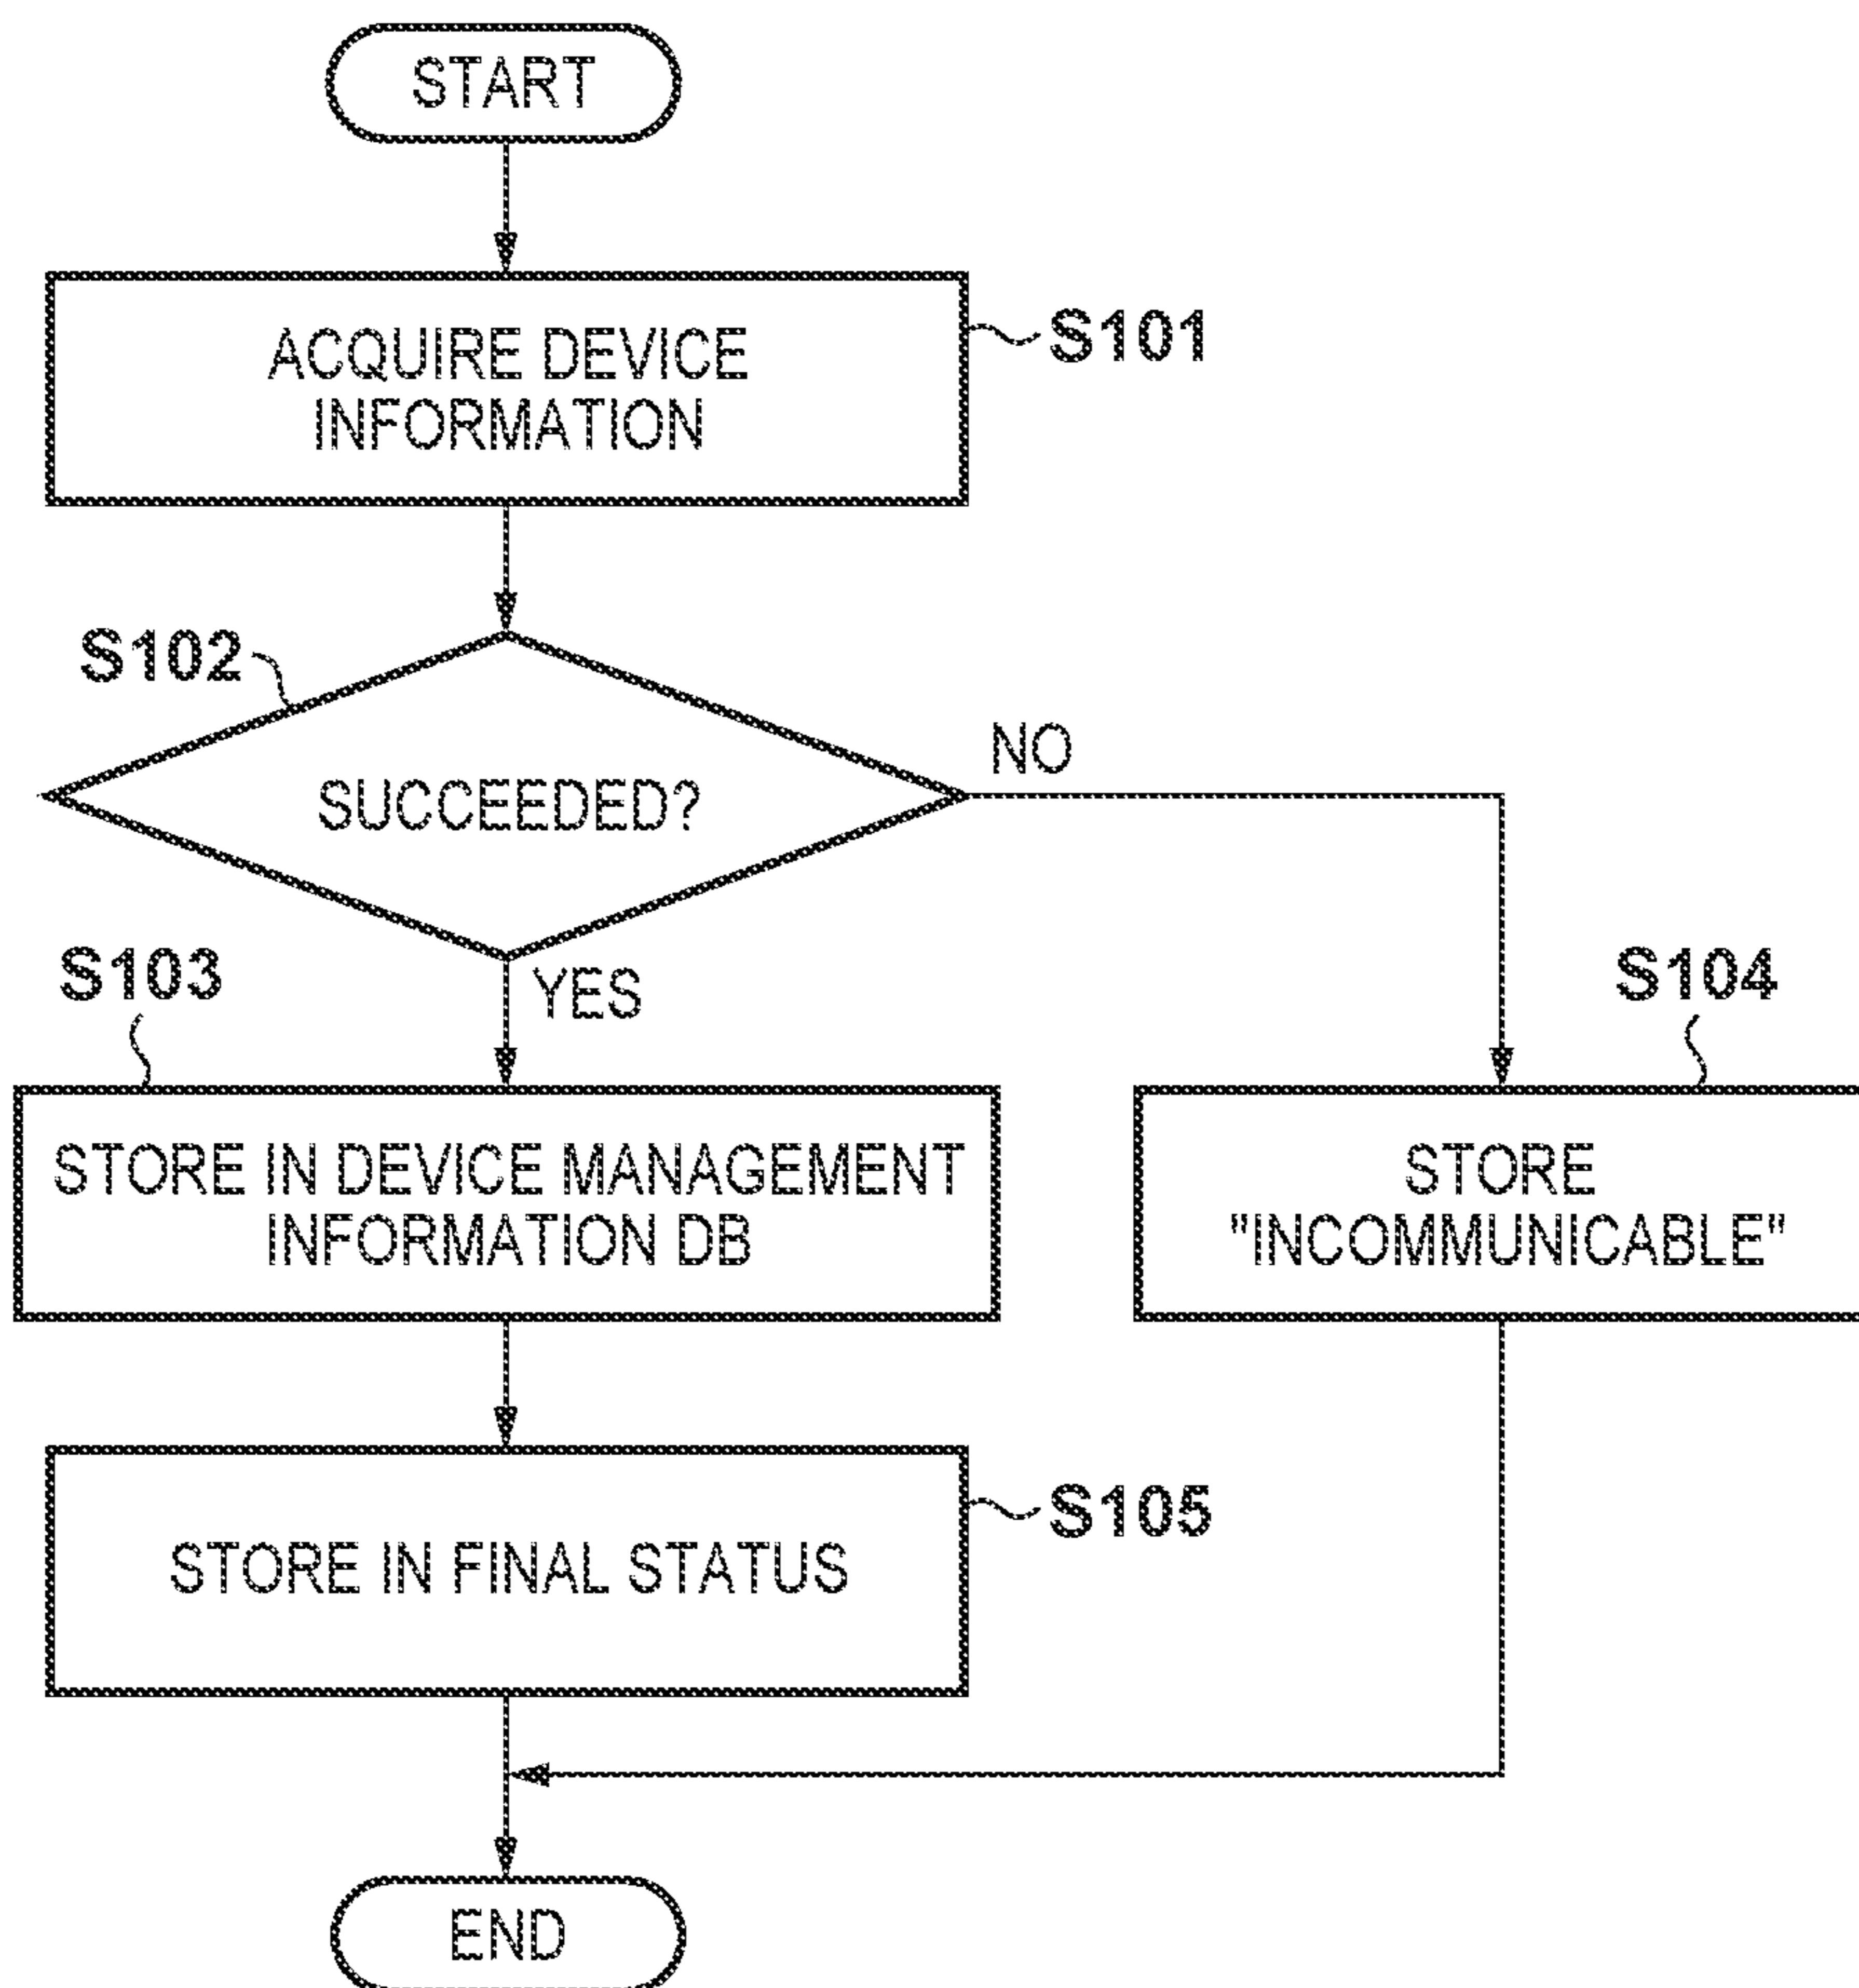 START
ACQUIRE DEVICE
INFORMATION
S101
S102
SUCCEEDED?
NO
YES
S103
STORE IN DEVICE MANAGEMENT
INFORMATION DB
S104
STORE
"INCOMMUNICABLE"
STORE IN FINAL STATUS
S105
END